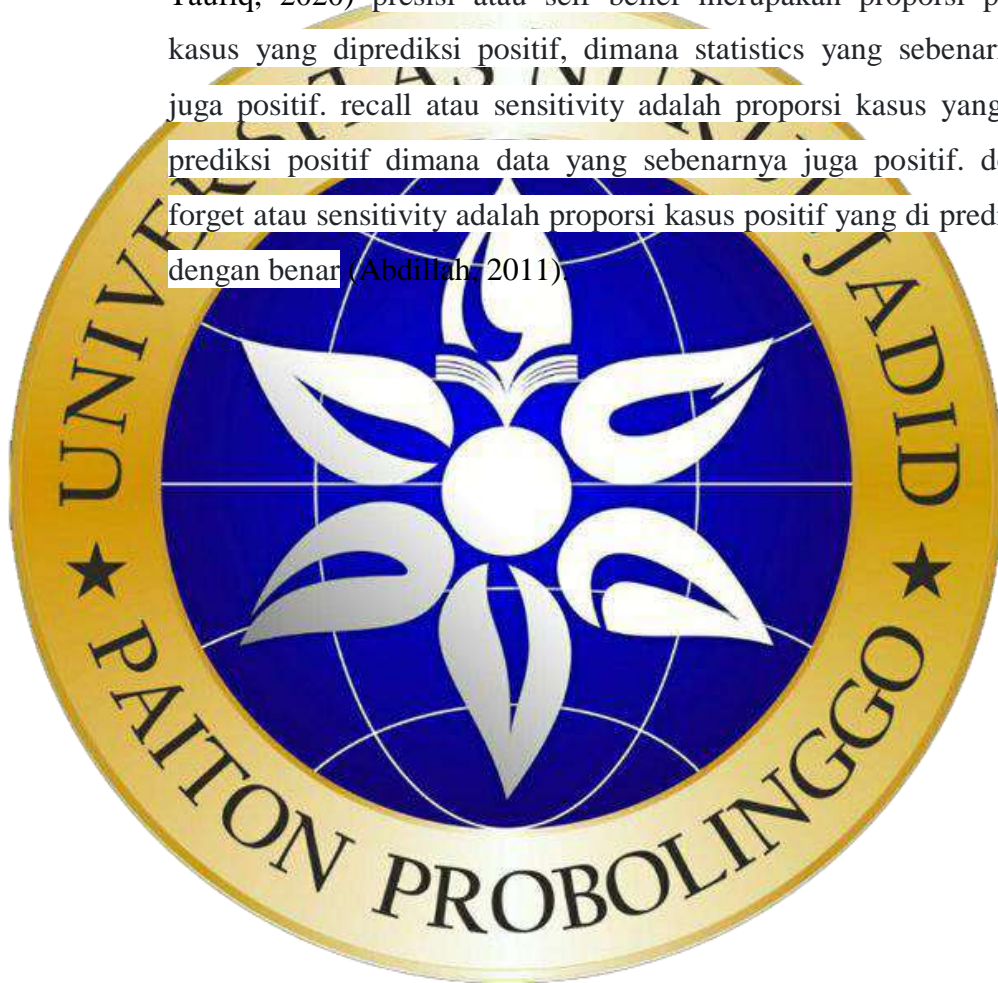 Taufiq, 2020) presisi atau self belief merupakan proporsi p
kasus yang diprediksi positif, dimana statistics yang sebenar
juga positif. recall atau sensitivity adalah proporsi kasus yang
prediksi positif dimana data yang sebenarnya juga positif. d
forget atau sensitivity adalah proporsi kasus positif yang di predi
dengan benar (Abdillah, 2011).
UNIVERSITAS NURUL JADID
★ PAITON PROBOLINGGO ★